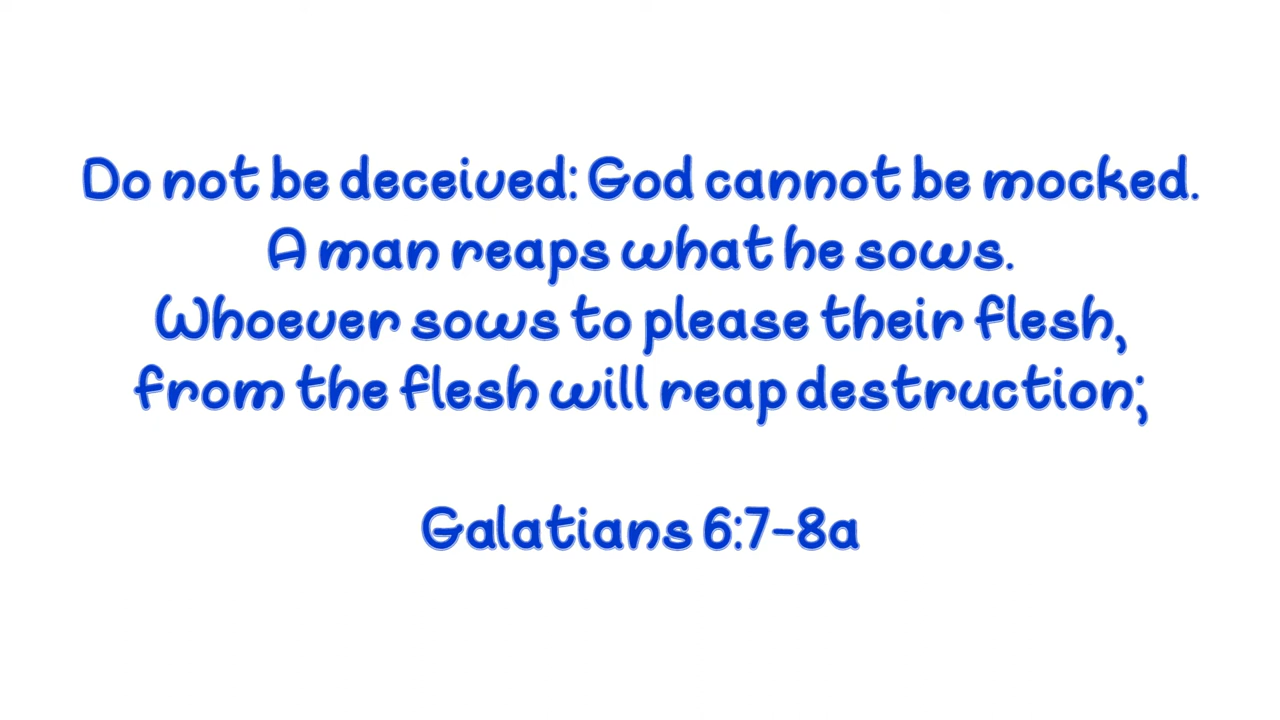 Do not be deceived: God cannot be mocked.
A man reaps what he sows.
Whoever sows to please their flesh,
from the flesh will reap destruction;
Galatians 6:7-8a